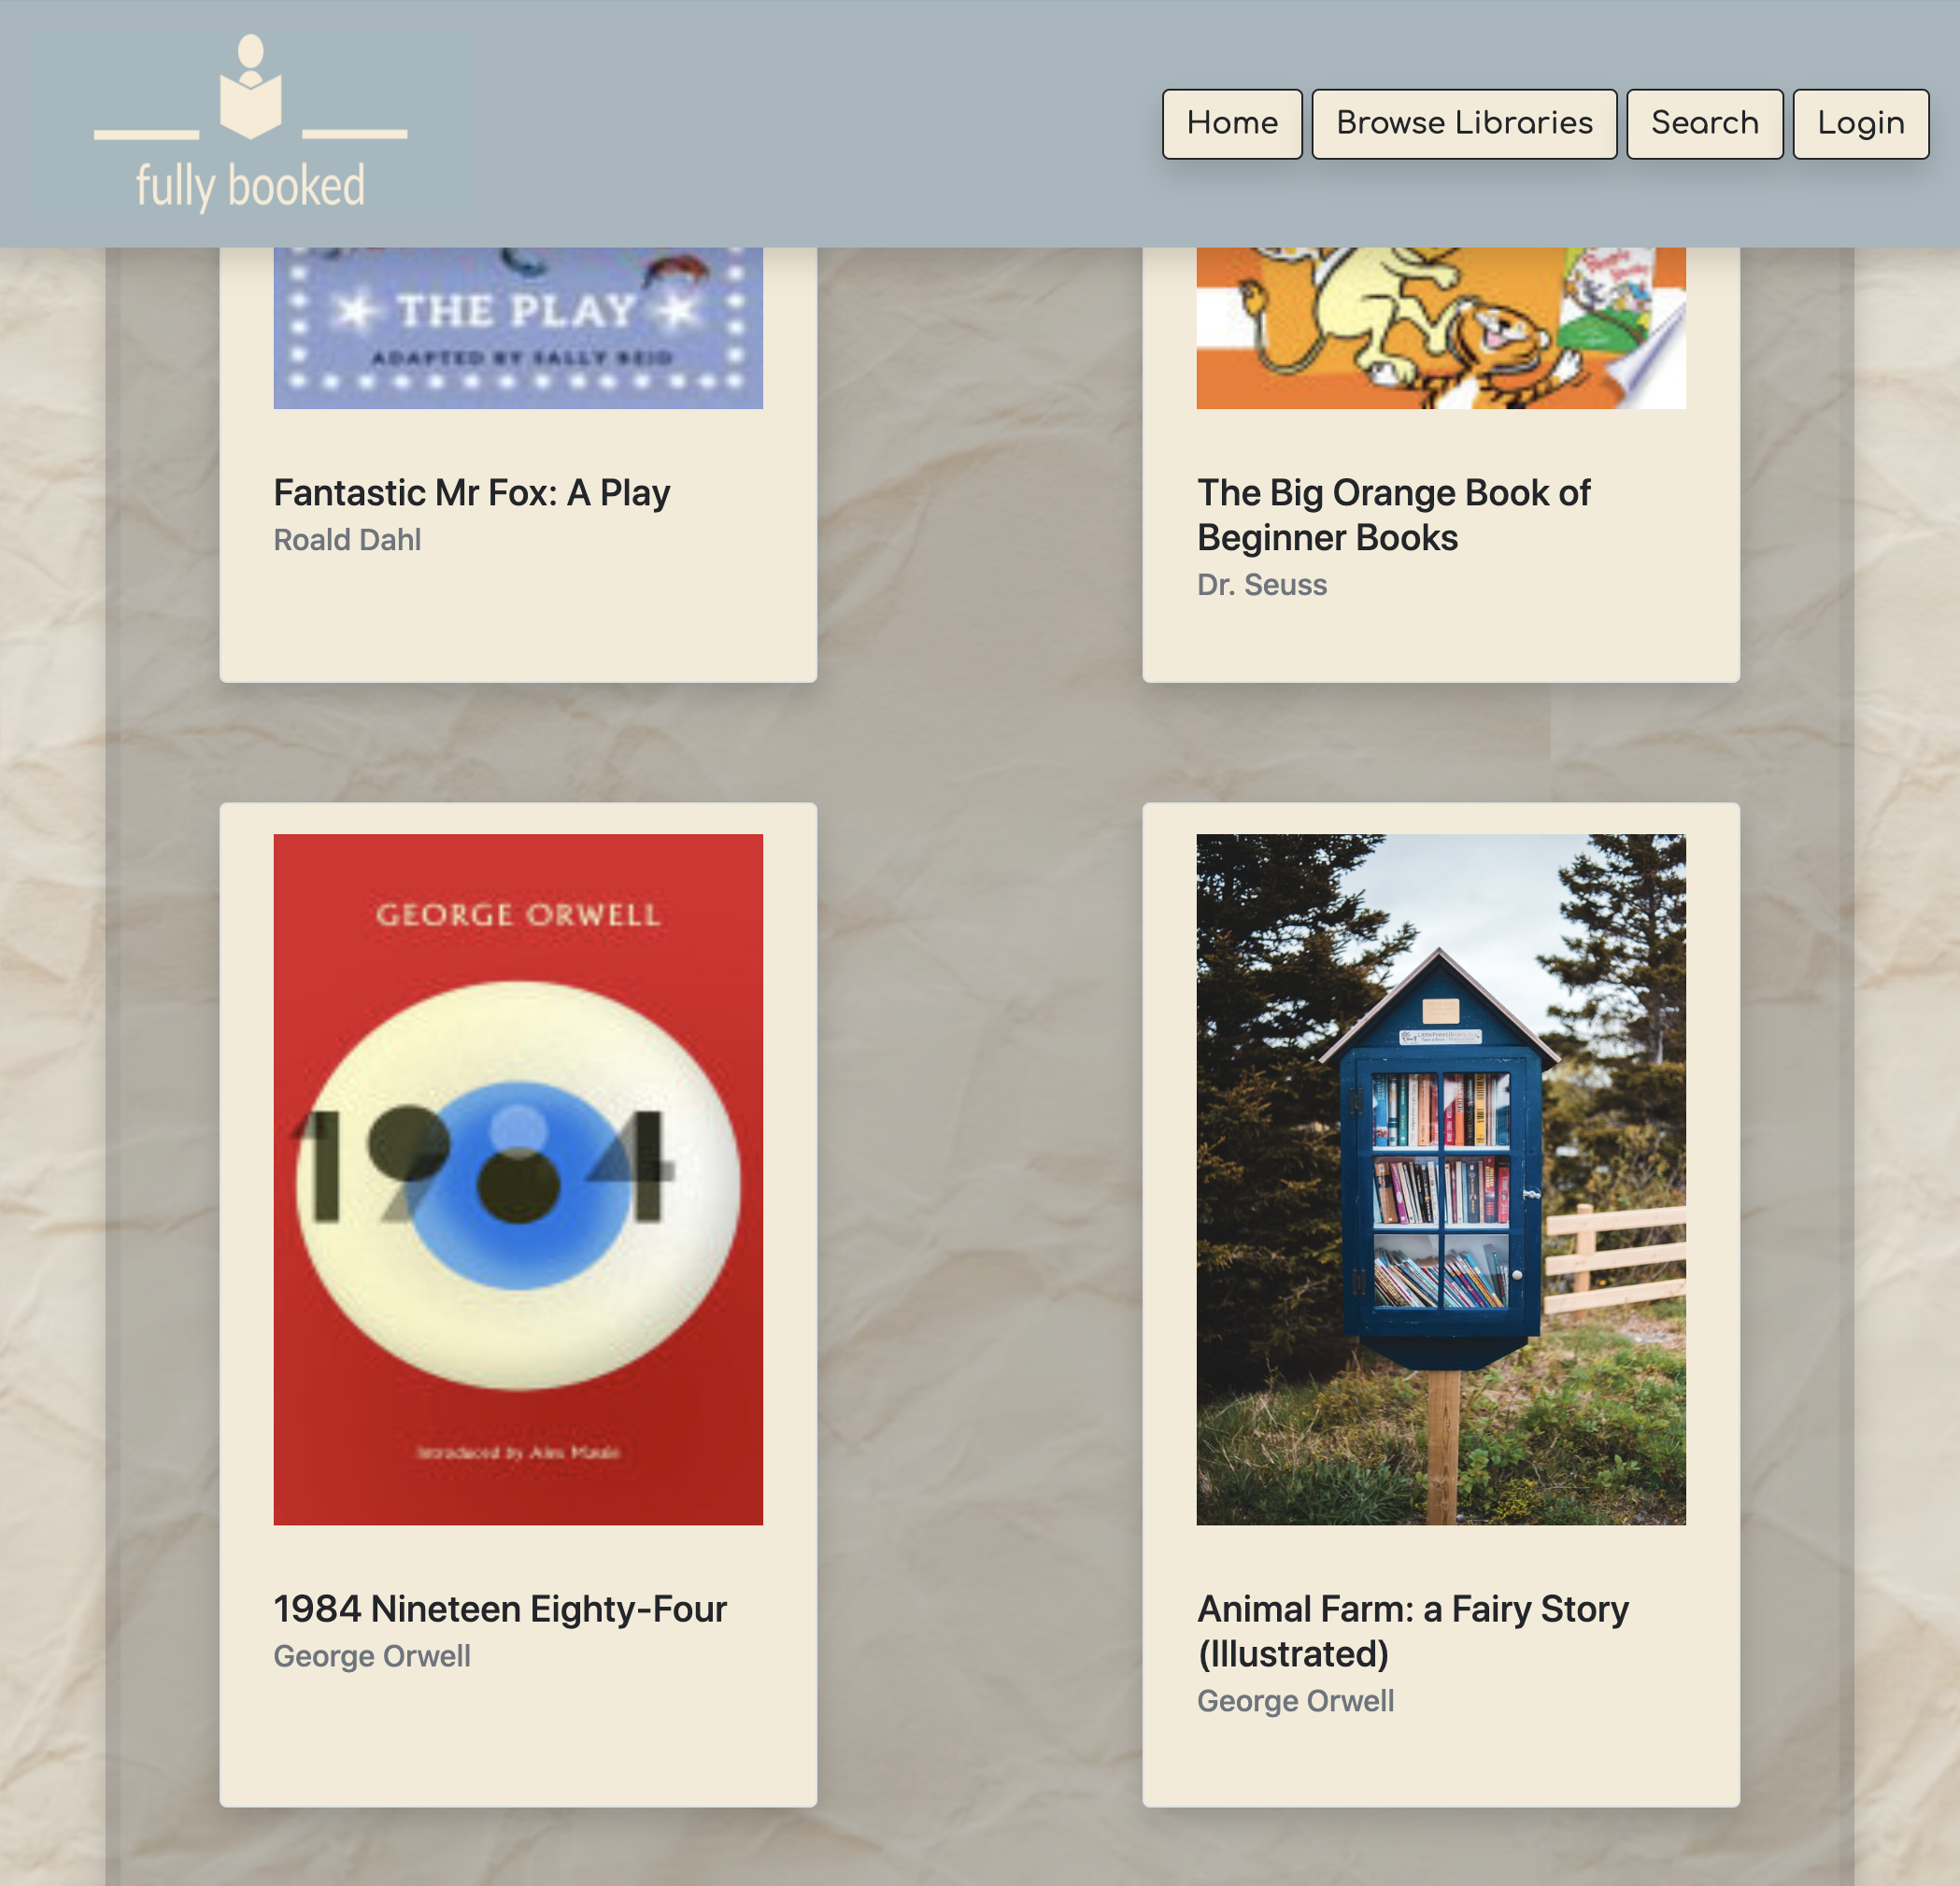 fully booked
Home
Browse Libraries
Search
Login
THE PLAY
ADAPTED BY SALLY REID
Fantastic Mr Fox: A Play
Roald Dahl
The Big Orange Book of
Beginner Books
Dr. Seuss
GEORGE ORWELL
1984
Introduced by Alex
1984 Nineteen Eighty-Four
George Orwell
Animal Farm: a Fairy Story
(Illustrated)
George Orwell